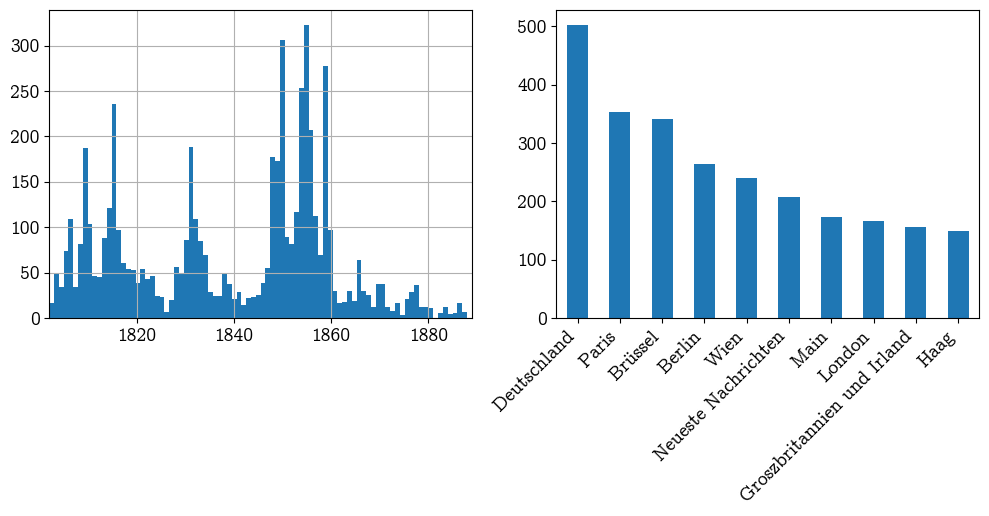 300
250
200
150
100
50
0
1820 1840 1860 1880
500
400
300
200
100
0
Deutschland
Paris
Brüssel
Berlin
Wien
Neueste Nachrichten
Main
London
Groszbritannien und Irland
Haag